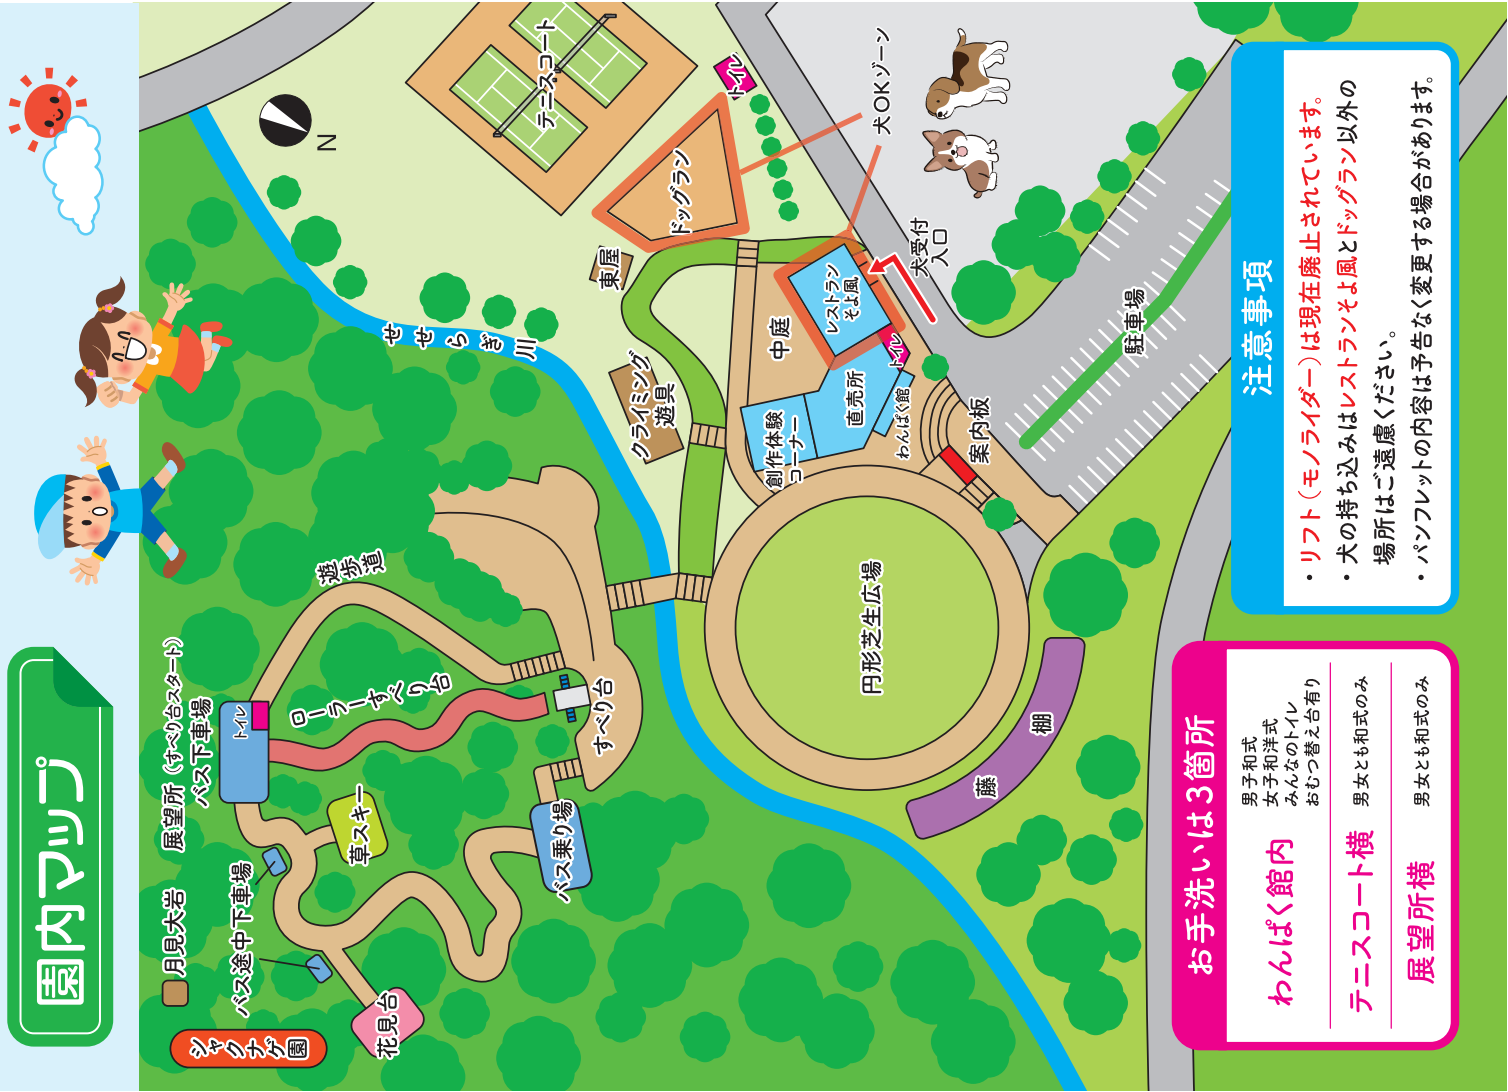 園内マップ
シャクナゲ園
月見大岩
展望所（すべり台スタート）
バス下車場
トイレ
バス途中下車場
花見台
草スキー
ローラーすべり台
遊歩道
バス乗り場
すべり台
せせらぎ川
N
テニスコート
トイレ
ドッグラン
犬OKゾーン
東屋
クライミング
遊具
中庭
レストラン
そよ風
トイレ
直売所
創作体験
コーナー
わんぱく館
犬受付
入口
案内板
駐車場
円形芝生広場
藤棚
お手洗いは3箇所
わんぱく館内
男子和式
女子和洋式
みんなのトイレ
おむつ替え台有り
テニスコート横
男女とも和式のみ
展望所横
男女とも和式のみ
注意事項
・リフト（モノライダー）は現在廃止されています。
・犬の持ち込みはレストランそよ風とドッグラン以外の
場所はご遠慮ください。
・パンフレットの内容は予告なく変更する場合があります。